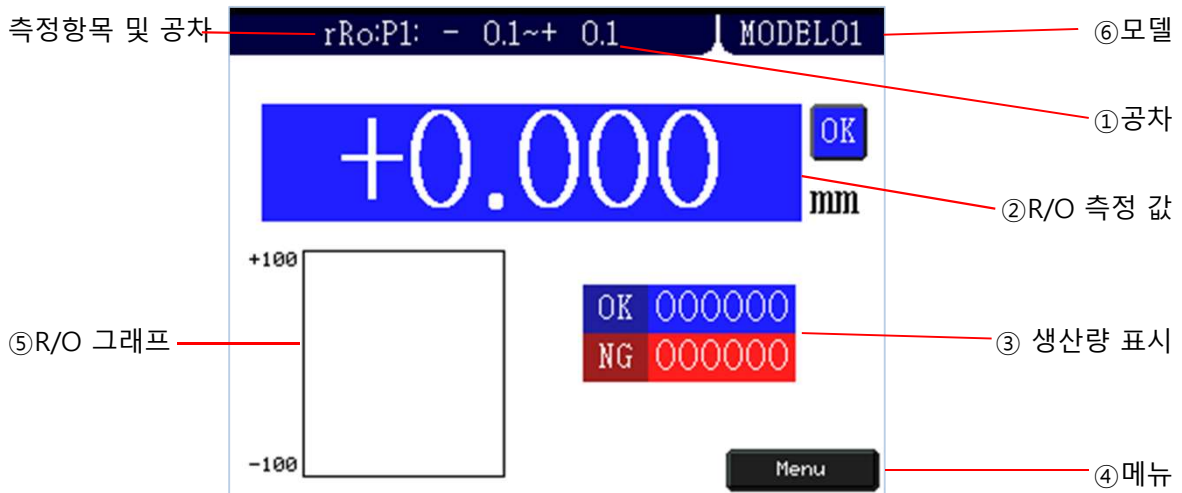 측정항목 및 공차
rRo:P1: - 0.1~+ 0.1
MODEL01
⑥모델
①공차
+0.000
OK
mm
②R/O 측정 값
+100
-100
⑤R/O 그래프
OK 000000
NG 000000
③ 생산량 표시
Menu
④메뉴